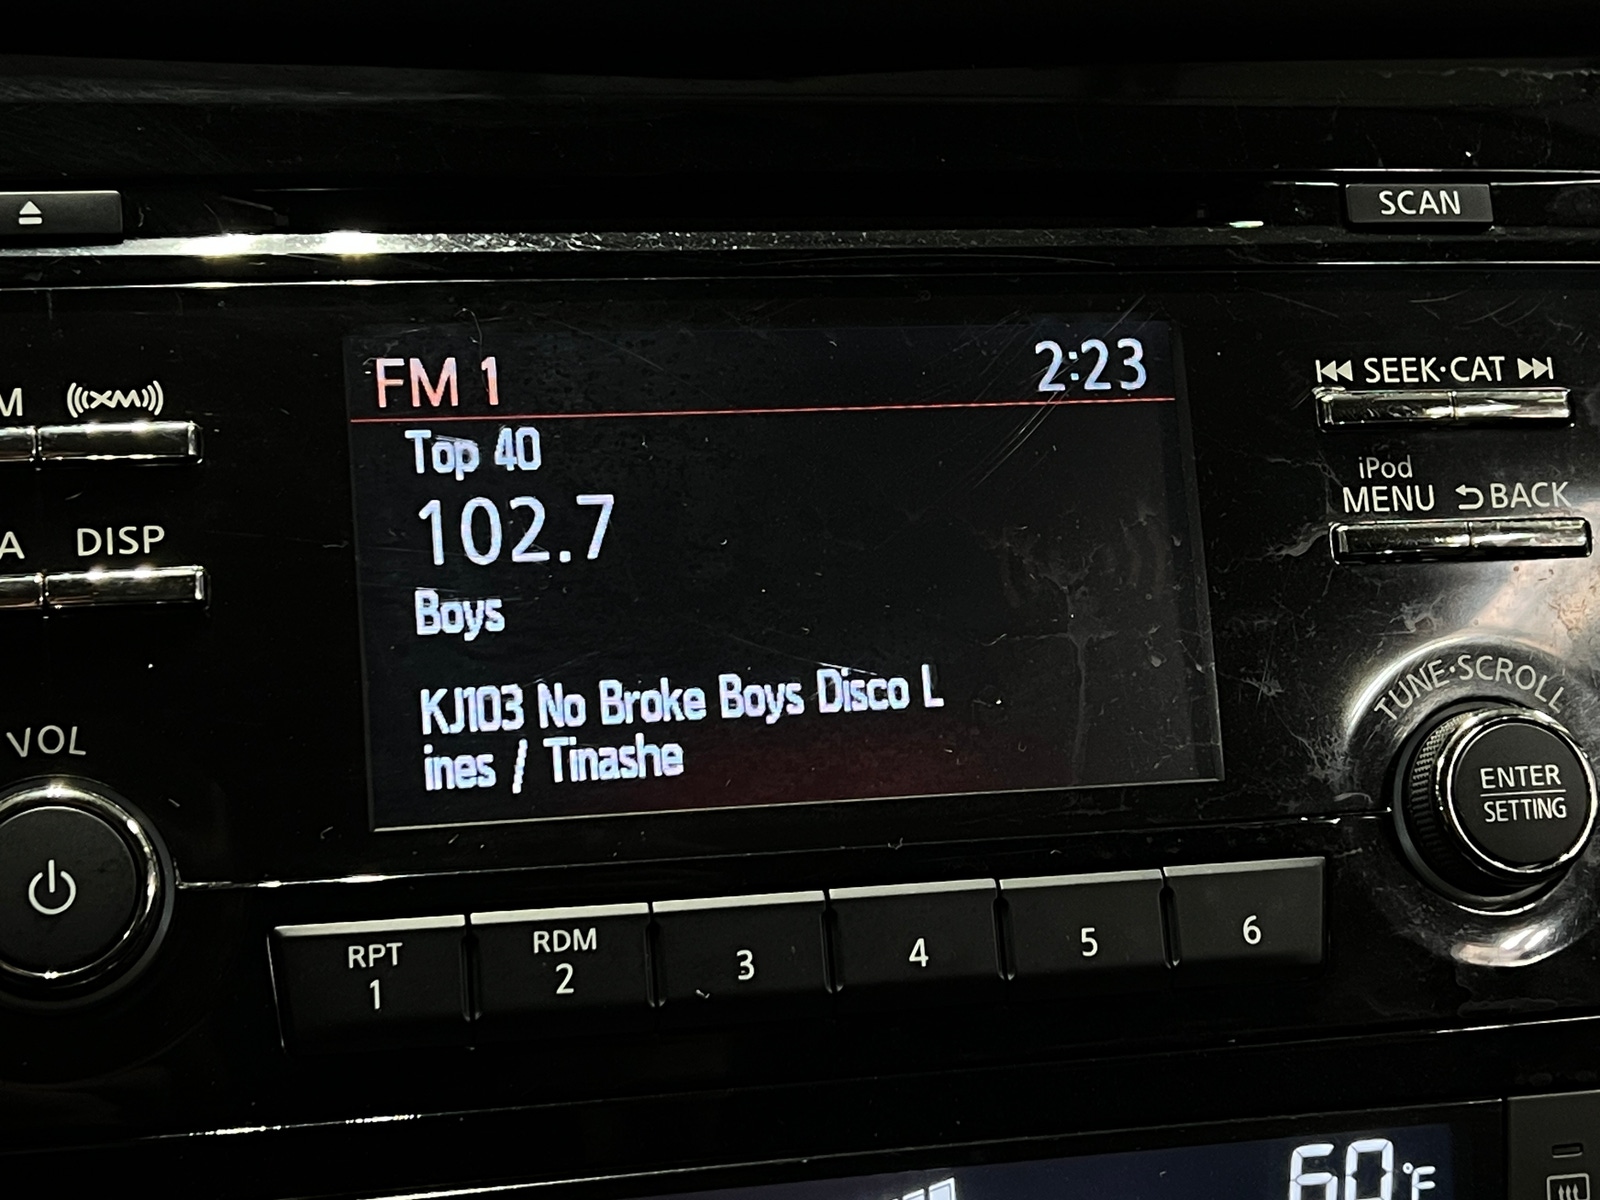 SCAN
FM 1 2:23
Top 40
102.7
Boys
KJ103 No Broke Boys Disco L
ines / Tinashe
M XM
A DISP
VOL
SEEK·CAT
iPod
MENU BACK
TUNE·SCROLL
ENTER
SETTING
RPT
1
RDM
2
3
4
5
6
60°F